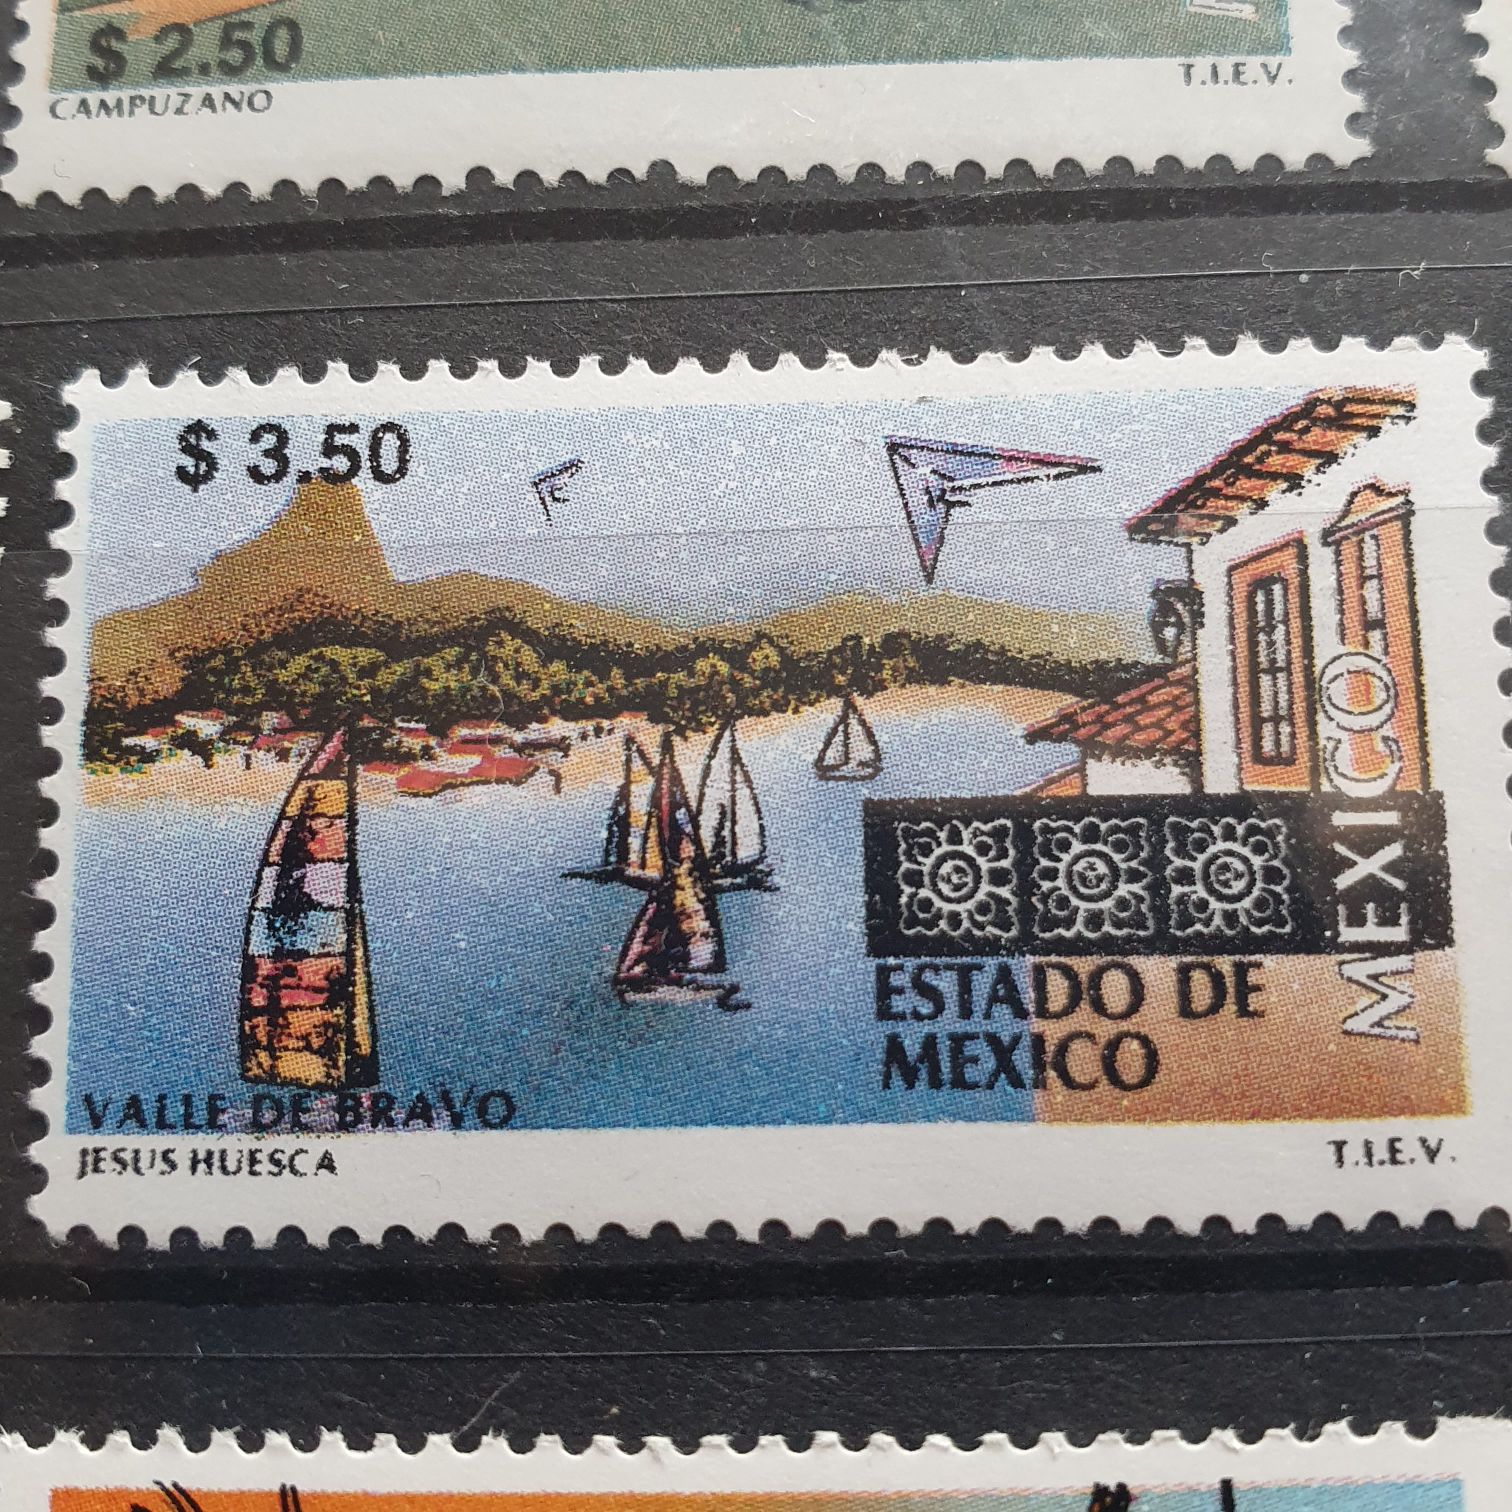 $ 2.50
CAMPUZANO
T.I.E.V.
$ 3.50
MEXICO
ESTADO DE
MEXICO
VALLE DE BRAVO
JESUS HUESCA
T.I.E.V.